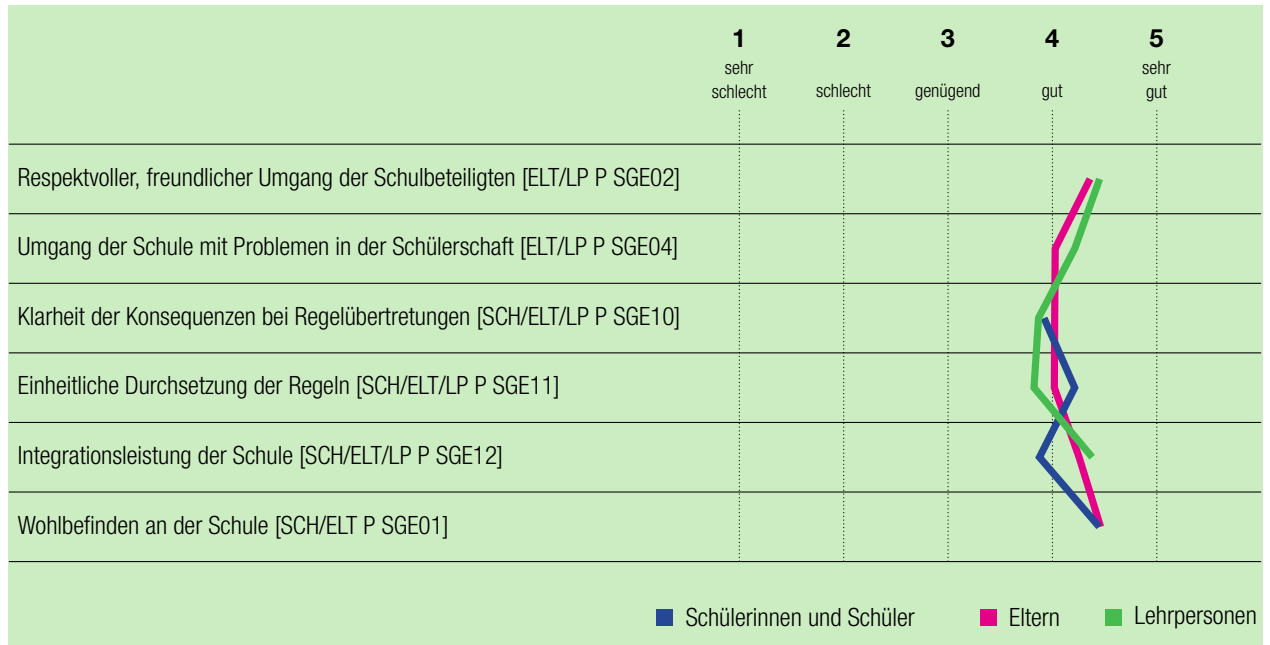 1 2 3 4 5
sehr schlecht schlecht genügend gut sehr gut
Respektvoller, freundlicher Umgang der Schulbeteiligten [ELT/LP P SGE02]
Umgang der Schule mit Problemen in der Schülerschaft [ELT/LP P SGE04]
Klarheit der Konsequenzen bei Regelübertretungen [SCH/ELT/LP P SGE10]
Einheitliche Durchsetzung der Regeln [SCH/ELT/LP P SGE11]
Integrationsleistung der Schule [SCH/ELT/LP P SGE12]
Wohlbefinden an der Schule [SCH/ELT P SGE01]
Schülerinnen und Schüler Eltern Lehrpersonen